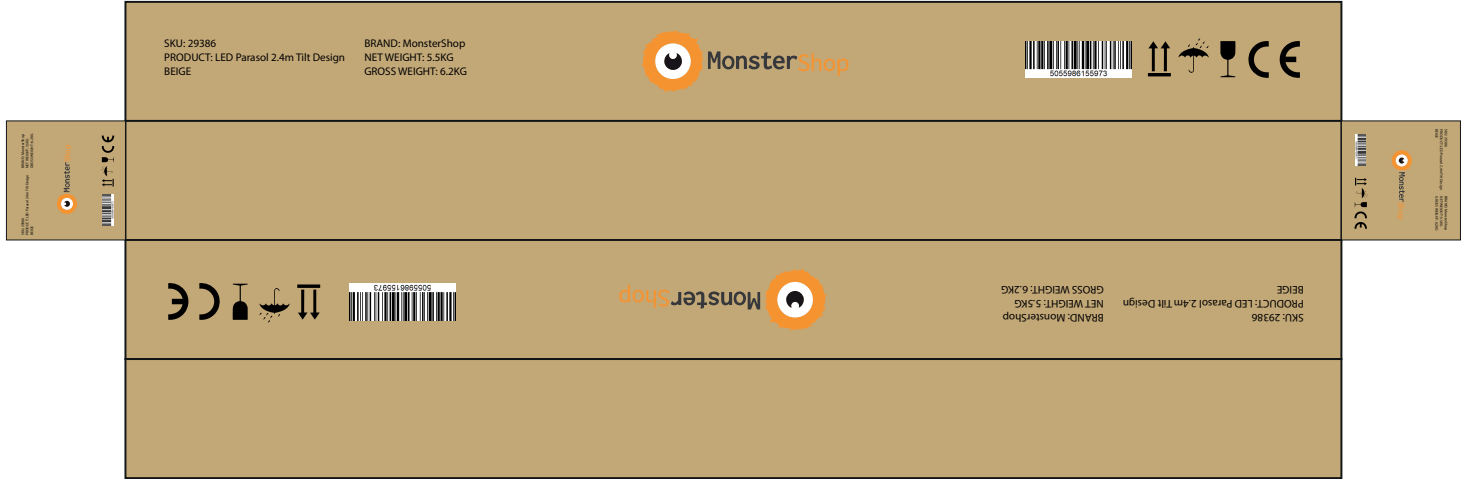 SKU: 29386
PRODUCT: LED Parasol 2.4m Tilt Design
BEIGE
BRAND: MonsterShop
NET WEIGHT: 5.5KG
GROSS WEIGHT: 6.2KG
MonsterShop
5055986155973
CE
MonsterShop
MonsterShop
5055986155973
CE
MonsterShop
SKU: 29386
PRODUCT: LED Parasol 2.4m Tilt Design
BEIGE
BRAND: MonsterShop
NET WEIGHT: 5.5KG
GROSS WEIGHT: 6.2KG